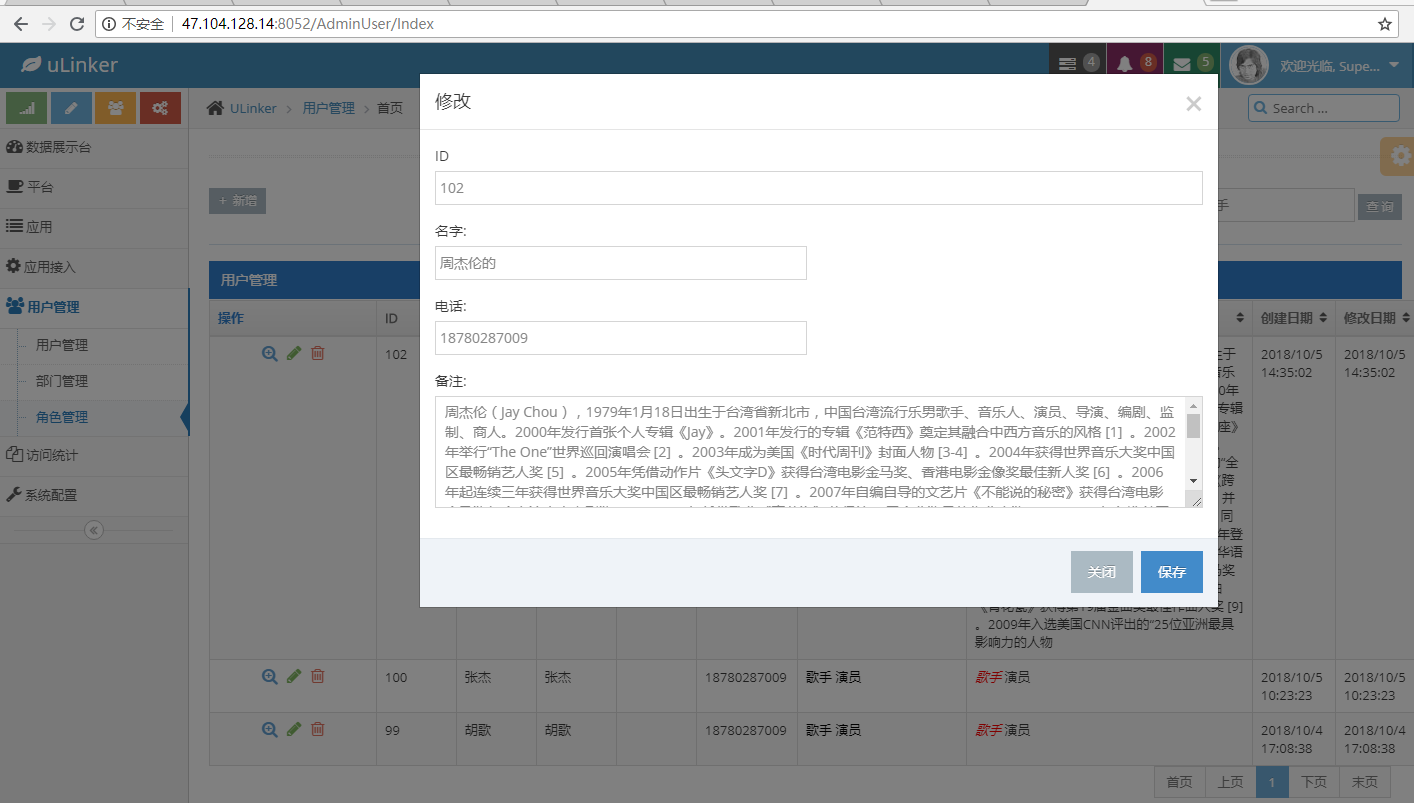 不安全 47.104.128.14:8052/AdminUser/Index
uLinker
4
8
5
欢迎光临, Supe...
ULinker
用户管理
首页
Search ...
数据展示台
平台
应用
应用接入
用户管理
用户管理
部门管理
角色管理
访问统计
系统配置
+ 新增
手
查询
用户管理
修改
×
ID
102
名字:
周杰伦的
电话:
18780287009
备注:
周杰伦（Jay Chou），1979年1月18日出生于台湾省新北市，中国台湾流行乐男歌手、音乐人、演员、导演、编剧、监
制、商人。2000年发行首张个人专辑《Jay》。2001年发行的专辑《范特西》奠定其融合中西方音乐的风格 [1] 。2002
年举行“The One”世界巡回演唱会 [2] 。2003年成为美国《时代周刊》封面人物 [3-4] 。2004年获得世界音乐大奖中国
区最畅销艺人奖 [5] 。2005年凭借动作片《头文字D》获得台湾电影金马奖、香港电影金像奖最佳新人奖 [6] 。2006
年起连续三年获得世界音乐大奖中国区最畅销艺人奖 [7] 。2007年自编自导的文艺片《不能说的秘密》获得台湾电影
关闭
保存
操作
ID
创建日期
修改日期
102
生于
音乐
0年
专辑
座》
"全
跨
并
同
年登
华语
马奖
《青花瓷》获得第19届金曲奖最佳作曲人奖 [9]
。2009年入选美国CNN评出的“25位亚洲最具
影响力的人物
2018/10/5
14:35:02
2018/10/5
14:35:02
100
张杰
张杰
18780287009
歌手 演员
歌手 演员
2018/10/5
10:23:23
2018/10/5
10:23:23
99
胡歌
胡歌
18780287009
歌手 演员
歌手 演员
2018/10/4
17:08:38
2018/10/4
17:08:38
首页
上页
1
下页
末页